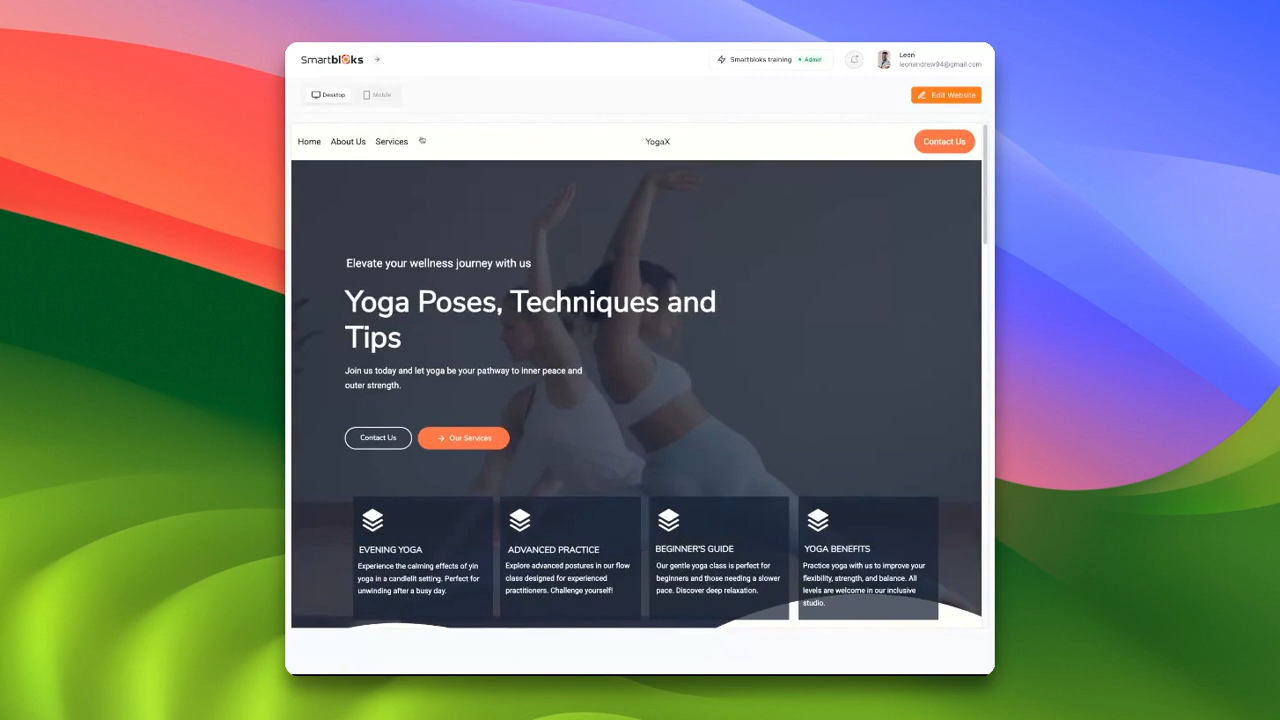 Smartbloks
Smartbloks training
Admin
Leon
leonandrew94@gmail.com
Desktop
Mobile
Edit Website
Home
About Us
Services
YogaX
Contact Us
Elevate your wellness journey with us
Yoga Poses, Techniques and
Tips
Join us today and let yoga be your pathway to inner peace and
outer strength.
Contact Us
Our Services
EVENING YOGA
Experience the calming effects of yin
yoga in a candlelit setting. Perfect for
unwinding after a busy day.
ADVANCED PRACTICE
Explore advanced postures in our flow
class designed for experienced
practitioners. Challenge yourself!
BEGINNER'S GUIDE
Our gentle yoga class is perfect for
beginners and those needing a slower
pace. Discover deep relaxation.
YOGA BENEFITS
Practice yoga with us to improve your
flexibility, strength, and balance. All
levels are welcome in our inclusive
studio.